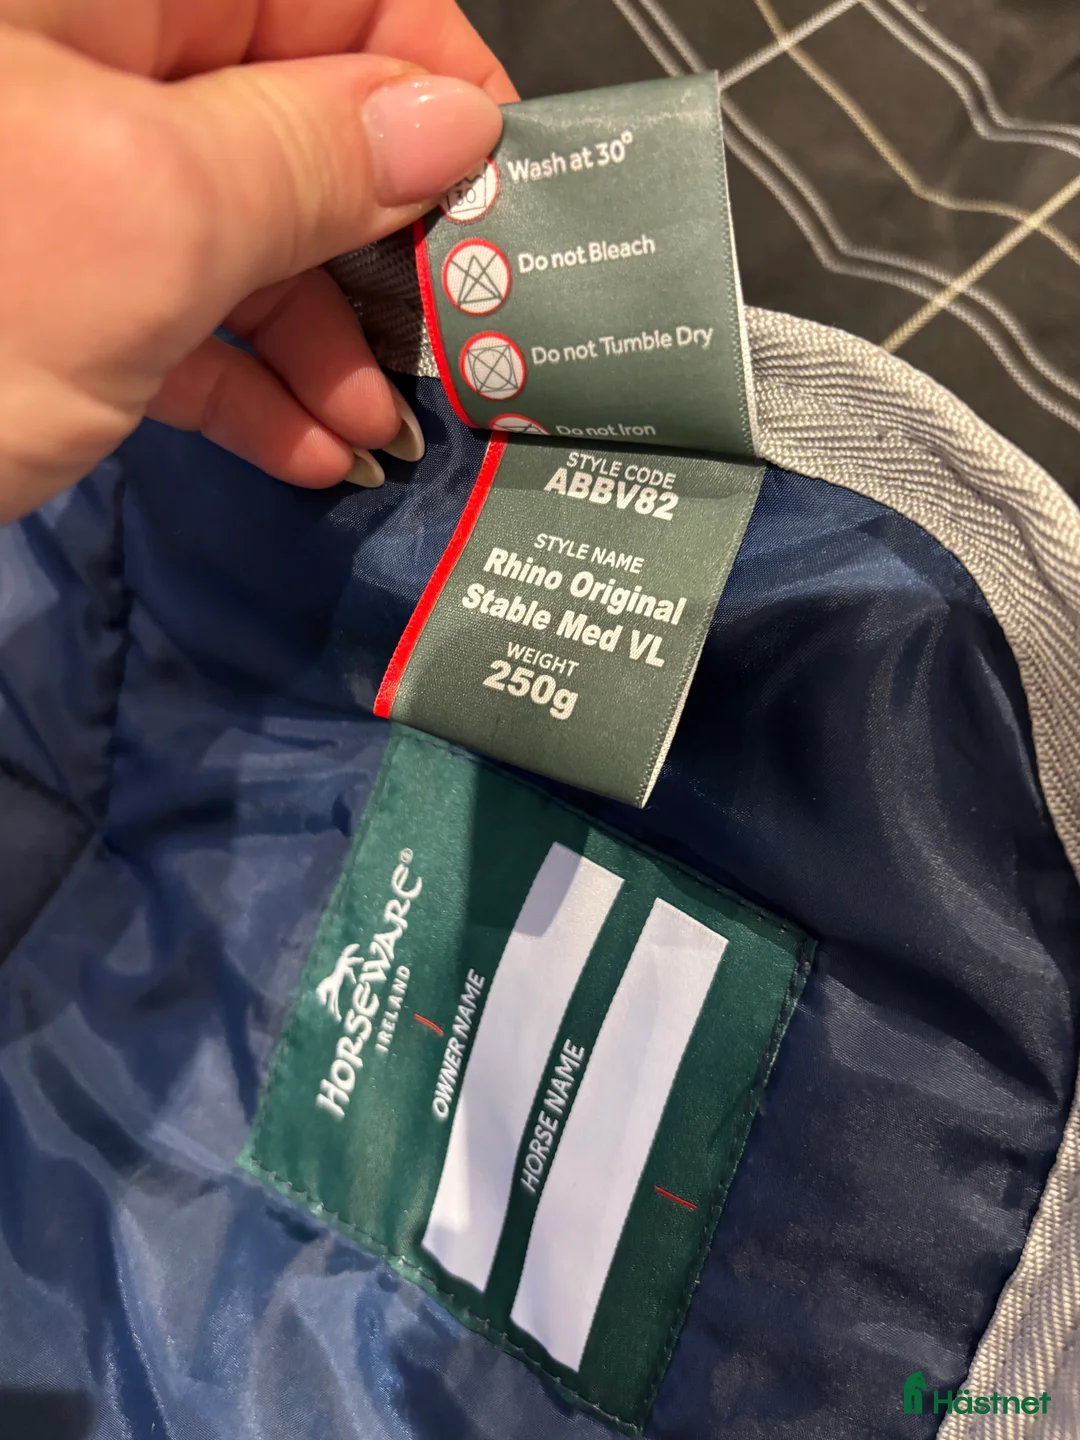 30
Wash at 30°
Do not Bleach
Do not Tumble Dry
Do not Iron
STYLE CODE
ABBV82
STYLE NAME
Rhino Original
Stable Med VL
WEIGHT
250g
HORSEWARE®
IRELAND
OWNER NAME
HORSE NAME
Hästnet